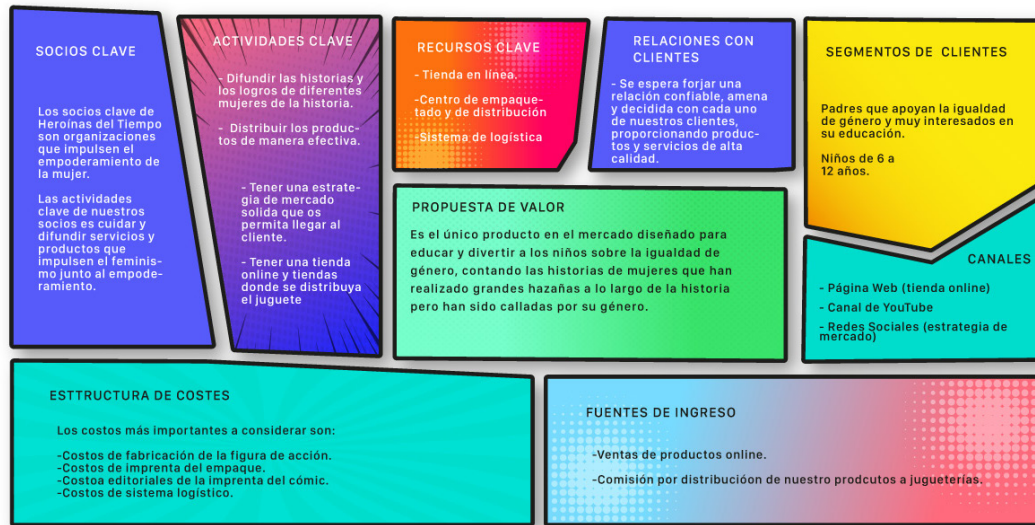 SOCIOS CLAVE
Los socios clave de
Heroínas del Tiempo
son organizaciones
que impulsen el
empoderamiento de
la mujer.
Las actividades
clave de nuestros
socios es cuidar y
difundir servicios y
productos que
impulsen el feminis-
mo junto al empode-
ramiento.
ACTIVIDADES CLAVE
- Difundir las historias y
los logros de diferentes
mujeres de la historia.
- Distribuir los produc-
tos de manera efectiva.
- Tener una estrate-
gia de mercado
solida que os
permita llegar al
cliente.
- Tener una tienda
online y tiendas
donde se distribuya
el juguete
RECURSOS CLAVE
- Tienda en línea.
-Centro de empaque-
tado y de distribución
-Sistema de logística
RELACIONES CON
CLIENTES
- Se espera forjar una
relación confiable, amena
y decidida con cada uno
de nuestros clientes,
proporcionando produc-
tos y servicios de alta
calidad.
SEGMENTOS DE CLIENTES
Padres que apoyan la igualdad
de género y muy interesados en
su educación.
Niños de 6 a
12 años.
PROPUESTA DE VALOR
Es el único producto en el mercado diseñado para
educar y divertir a los niños sobre la igualdad de
género, contando las historias de mujeres que han
realizado grandes hazañas a lo largo de la historia
pero han sido calladas por su género.
CANALES
- Página Web (tienda online)
- Canal de YouTube
- Redes Sociales (estrategia de
mercado)
ESTTRUCTURA DE COSTES
Los costos más importantes a considerar son:
-Costos de fabricación de la figura de acción.
-Costos de imprenta del empaque.
-Costoa editoriales de la imprenta del cómic.
-Costos de sistema logístico.
FUENTES DE INGRESO
-Ventas de productos online.
-Comisión por distribucióon de nuestro prodcutos a jugueterías.